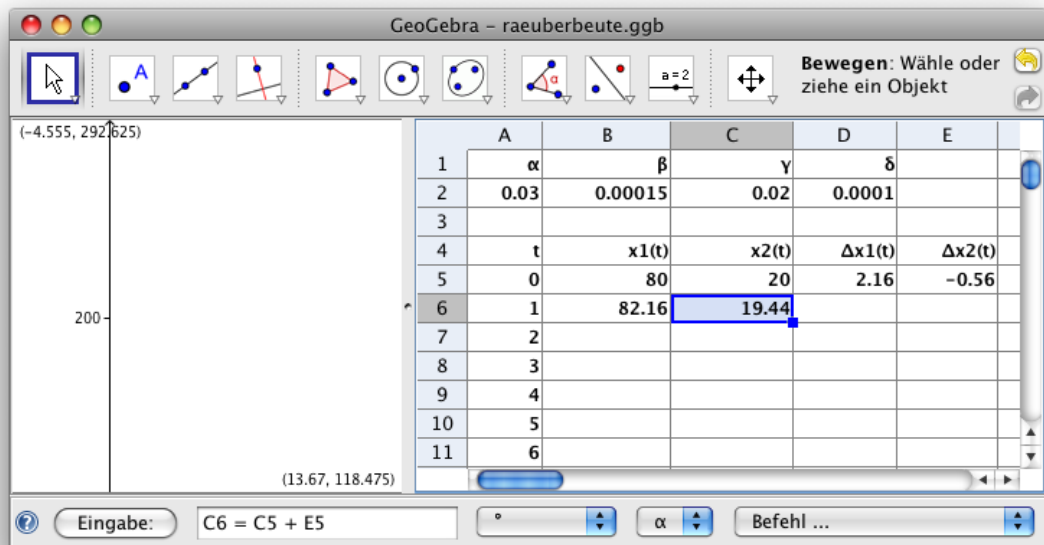 GeoGebra – raeuberbeute.ggb
A
α
a = 2
Bewegen: Wähle oder
ziehe ein Objekt
(-4.555, 292.625)
200
(13.67, 118.475)
A B C D E
1 α β γ δ
2 0.03 0.00015 0.02 0.0001
3
4 t x1(t) x2(t) Δx1(t) Δx2(t)
5 0 80 20 2.16 -0.56
6 1 82.16 19.44
7 2
8 3
9 4
10 5
11 6
? Eingabe: C6 = C5 + E5 ° α Befehl ...